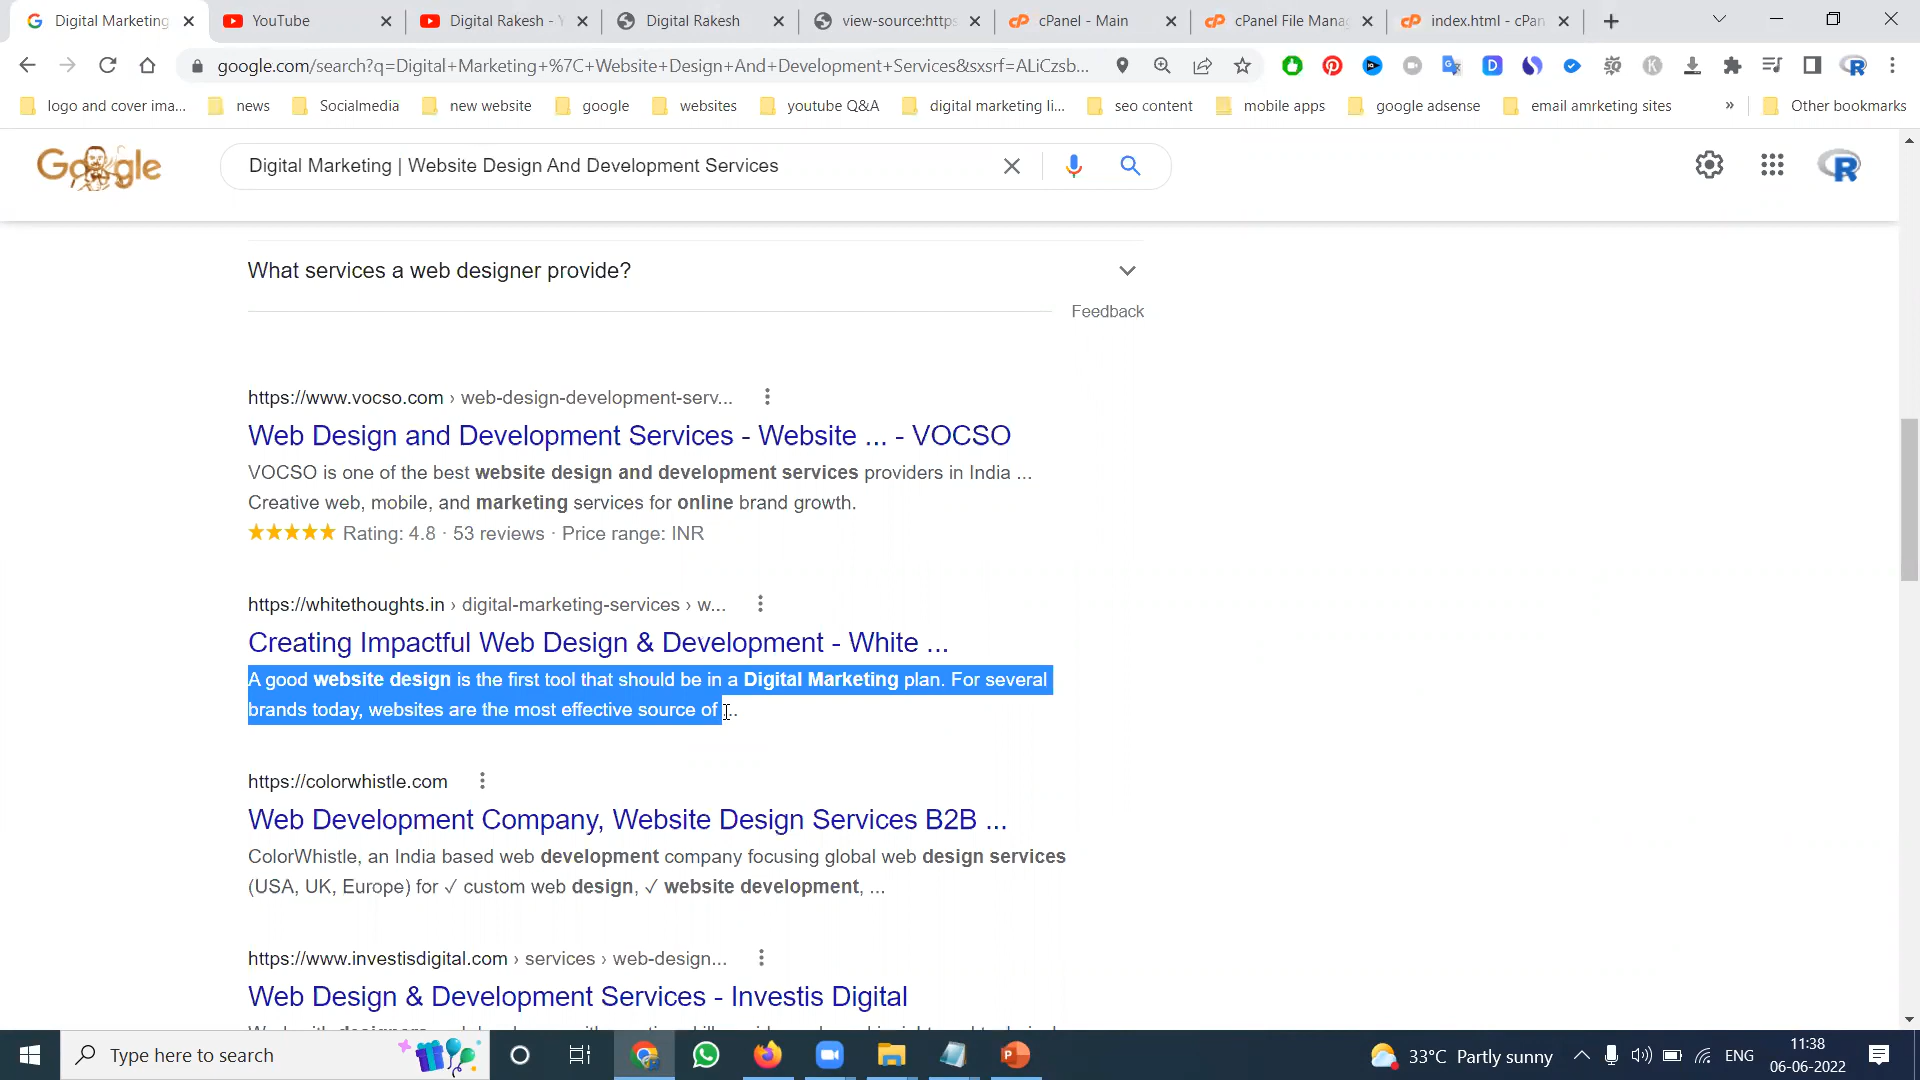 Digital Marketing
YouTube
Digital Rakesh - Y
Digital Rakesh
view-source:https
cPanel - Main
cPanel File Mana
index.html - cPan
google.com/search?q=Digital+Marketing+%7C+Website+Design+And+Development+Services&sxsrf=ALiCzsb...
logo and cover ima...
news
Socialmedia
new website
google
websites
youtube Q&A
digital marketing li...
seo content
mobile apps
google adsense
email amrketing sites
»
Other bookmarks
Google
Digital Marketing | Website Design And Development Services
What services a web designer provide?
Feedback
https://www.vocso.com › web-design-development-serv...
Web Design and Development Services - Website ... - VOCSO
VOCSO is one of the best website design and development services providers in India ...
Creative web, mobile, and marketing services for online brand growth.
★★★★★ Rating: 4.8 · 53 reviews · Price range: INR
https://whitethoughts.in › digital-marketing-services › w...
Creating Impactful Web Design & Development - White ...
A good website design is the first tool that should be in a Digital Marketing plan. For several
brands today, websites are the most effective source of ...
https://colorwhistle.com
Web Development Company, Website Design Services B2B ...
ColorWhistle, an India based web development company focusing global web design services
(USA, UK, Europe) for ✓ custom web design, ✓ website development, ...
https://www.investisdigital.com › services › web-design...
Web Design & Development Services - Investis Digital
Type here to search
33°C Partly sunny
ENG
11:38
06-06-2022